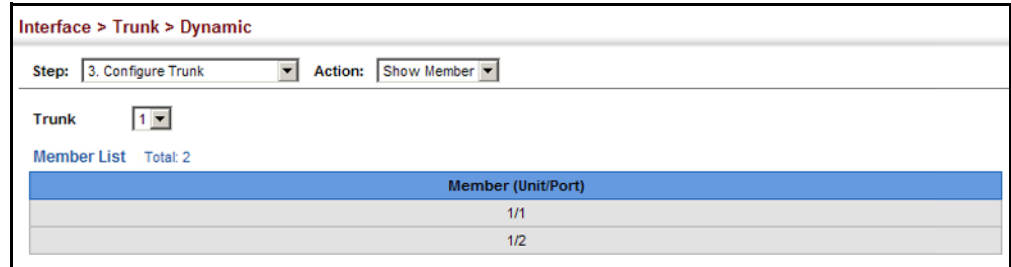 Interface > Trunk > Dynamic
Step: 3. Configure Trunk Action: Show Member
Trunk 1
Member List Total: 2
Member (Unit/Port)
1/1
1/2